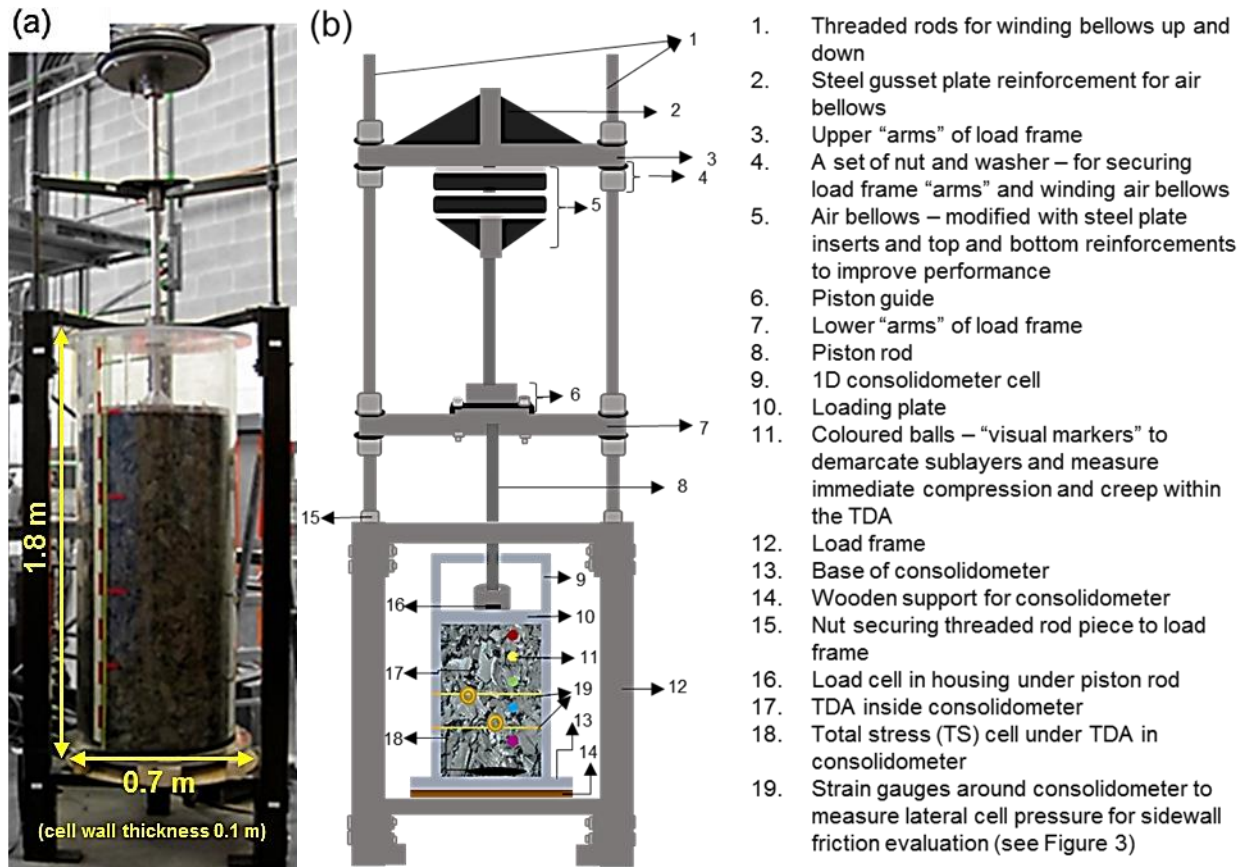 (a)
1.8 m
0.7 m
(cell wall thickness 0.1 m)
(b)
1
2
3
4
5
6
7
8
15
9
16
10
11
17
19
12
13
18
14
1. Threaded rods for winding bellows up and
down
2. Steel gusset plate reinforcement for air
bellows
3. Upper “arms” of load frame
4. A set of nut and washer – for securing
load frame “arms” and winding air bellows
5. Air bellows – modified with steel plate
inserts and top and bottom reinforcements
to improve performance
6. Piston guide
7. Lower “arms” of load frame
8. Piston rod
9. 1D consolidometer cell
10. Loading plate
11. Coloured balls – “visual markers” to
demarcate sublayers and measure
immediate compression and creep within
the TDA
12. Load frame
13. Base of consolidometer
14. Wooden support for consolidometer
15. Nut securing threaded rod piece to load
frame
16. Load cell in housing under piston rod
17. TDA inside consolidometer
18. Total stress (TS) cell under TDA in
consolidometer
19. Strain gauges around consolidometer to
measure lateral cell pressure for sidewall
friction evaluation (see Figure 3)